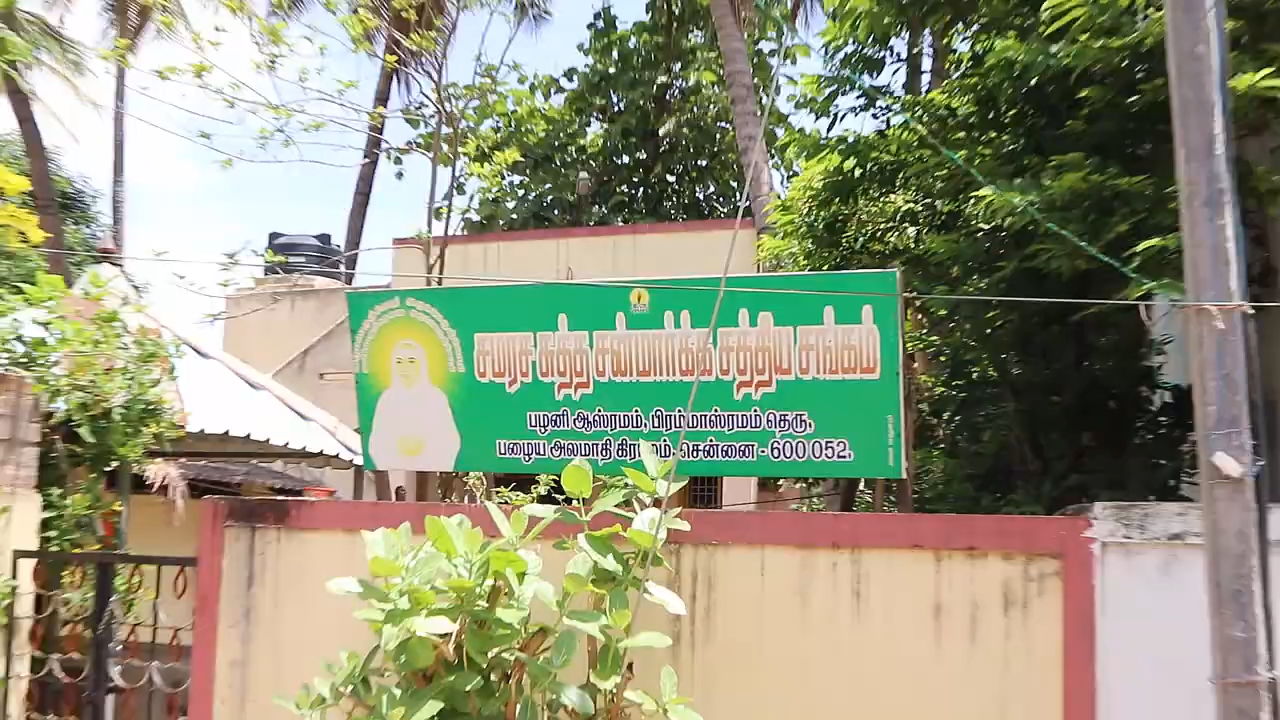 சமரச சுத்த சன்மார்க்க சத்திய சங்கம்
பழனி ஆஸ்ரமம், பிரம்மாஸ்ரமம் தெரு,
பழைய அலமாதி கிராமம், சென்னை - 600 052.